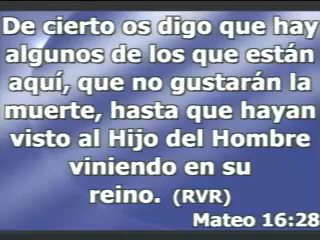 De cierto os digo que hay
algunos de los que están
aquí, que no gustarán la
muerte, hasta que hayan
visto al Hijo del Hombre
viniendo en su
reino. (RVR)
Mateo 16:28